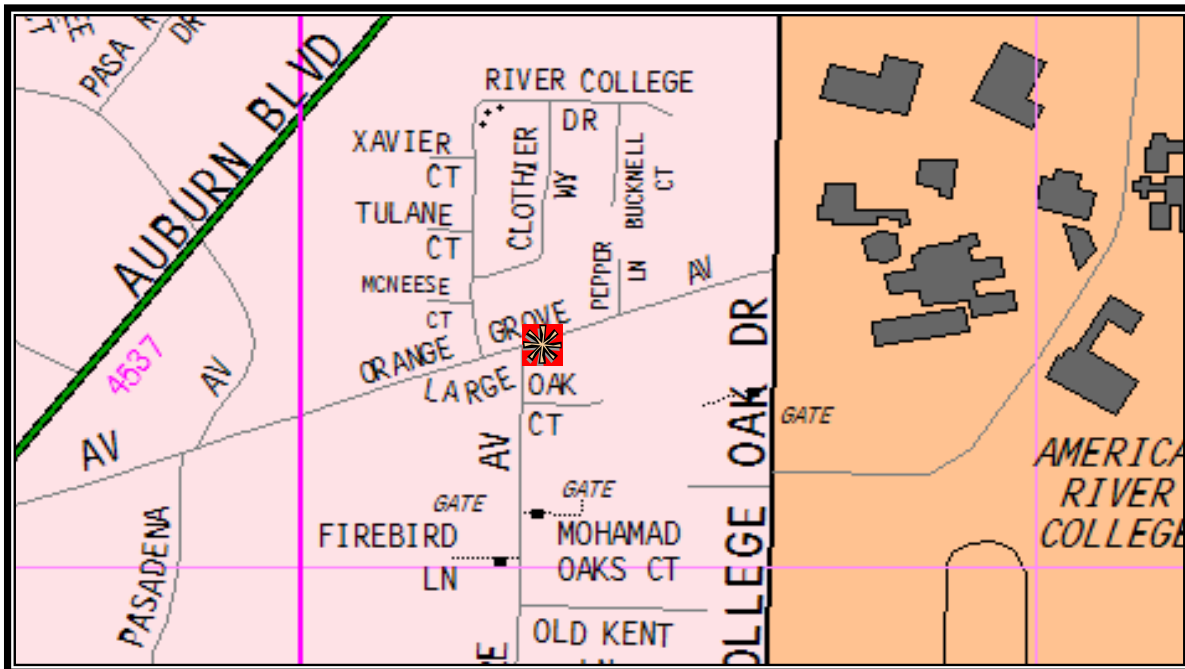 PASA
DR
RIVER COLLEGE
DR
AUBURN BLVD
XAVIER
CT
CLOTHIER
WY
BUCKNELL
CT
TULANE
CT
PEPPER
LN
AV
MCNEESE
CT
GROVE
ORANGE
LARGE
OAK
CT
4537
AV
AV
AV
COLLEGE OAK DR
GATE
AMERICA
RIVER
COLLEGE
GATE
GATE
FIREBIRD
LN
MOHAMAD
OAKS CT
PASADENA
OLD KENT